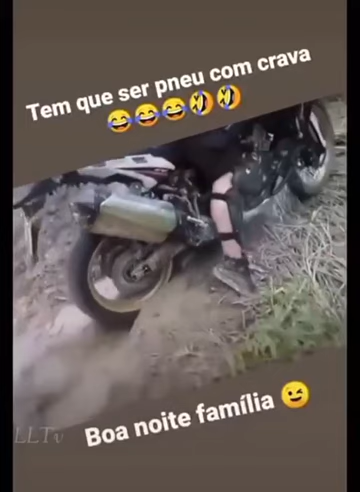 Tem que ser pneu com crava
😂😂😂🤣🤣
LLTv
Boa noite família 😉